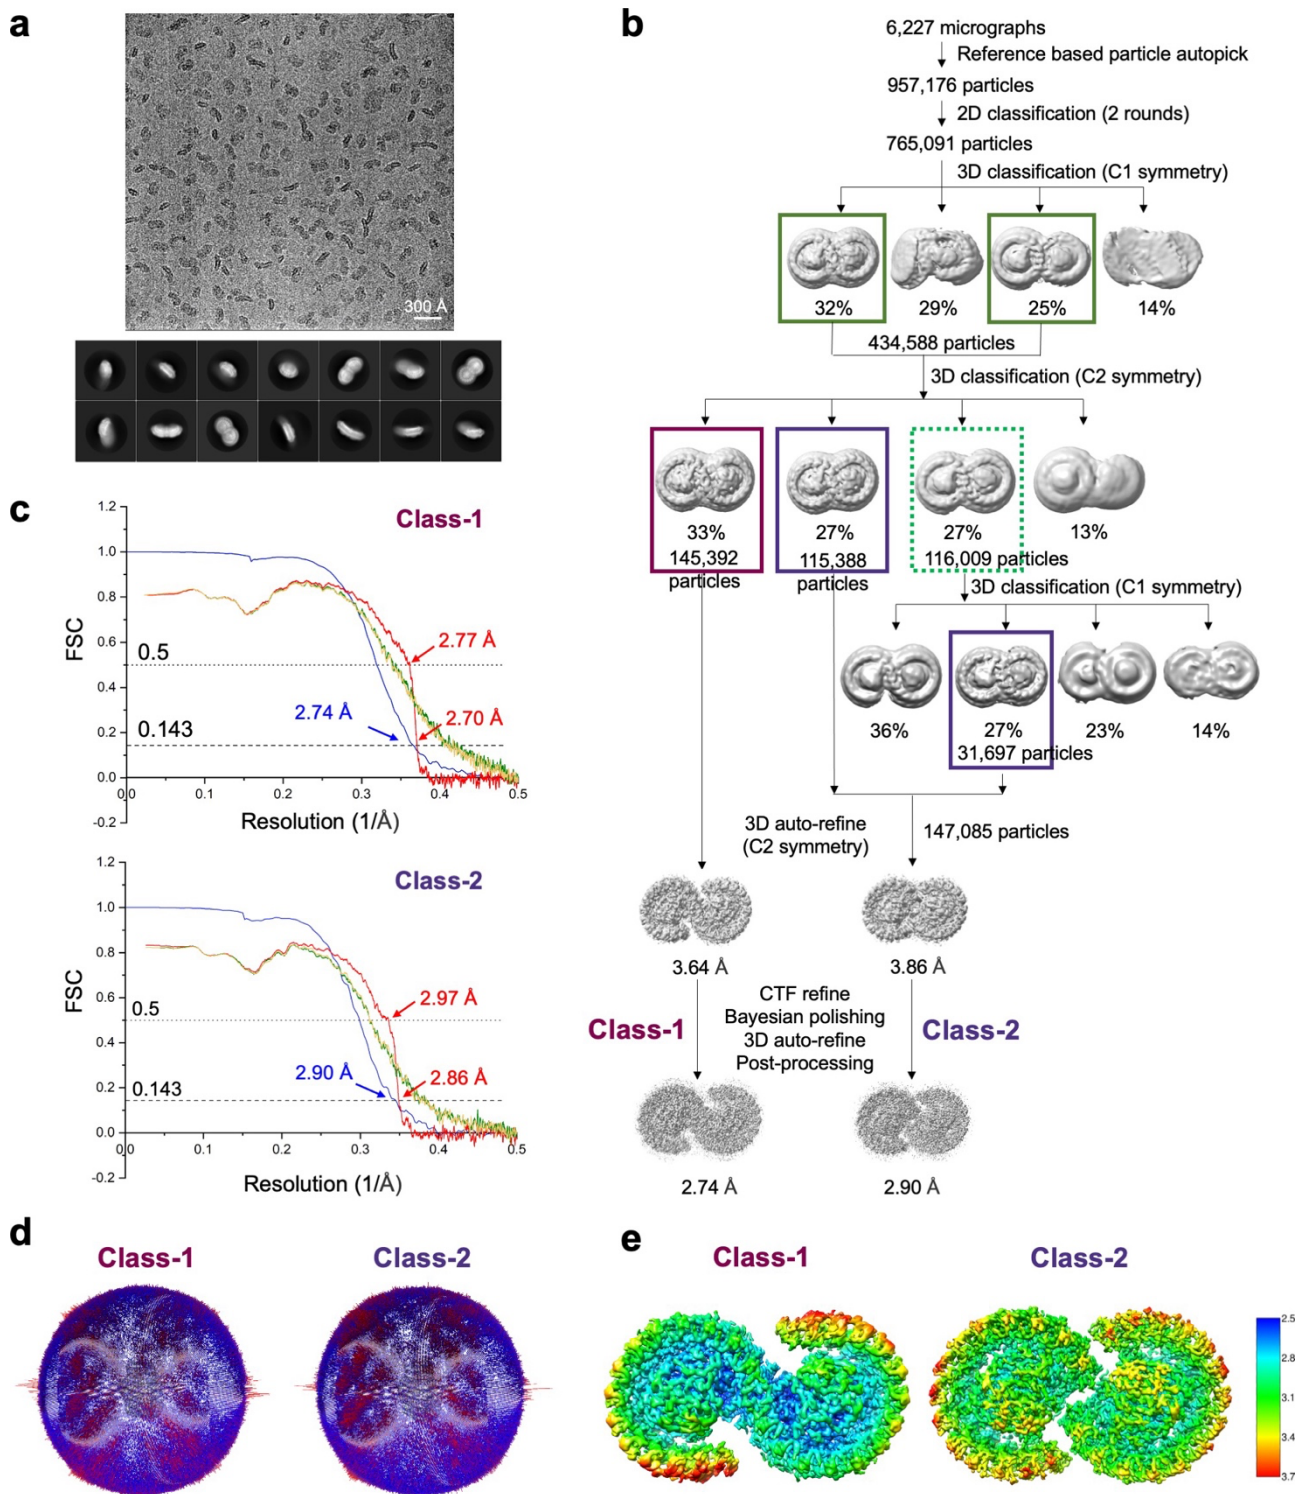 a
300 Å
b
6,227 micrographs
Reference based particle autopick
957,176 particles
2D classification (2 rounds)
765,091 particles
3D classification (C1 symmetry)
32%
29%
25%
14%
434,588 particles
3D classification (C2 symmetry)
33%
27%
27%
13%
145,392
particles
115,388
particles
116,009 particles
3D classification (C1 symmetry)
36%
27%
23%
14%
31,697 particles
3D auto-refine
(C2 symmetry)
147,085 particles
3.64 Å
3.86 Å
Class-1
CTF refine
Bayesian polishing
3D auto-refine
Post-processing
Class-2
2.74 Å
2.90 Å
c
Class-1
1.2
1.0
0.8
0.6
0.4
0.2
0.0
-0.2
FSC
0.5
0.143
2.77 Å
2.74 Å
2.70 Å
0.0
0.1
0.2
0.3
0.4
0.5
Resolution (1/Å)
Class-2
1.2
1.0
0.8
0.6
0.4
0.2
0.0
-0.2
FSC
0.5
0.143
2.97 Å
2.90 Å
2.86 Å
0.0
0.1
0.2
0.3
0.4
0.5
Resolution (1/Å)
d
Class-1
Class-2
e
Class-1
Class-2
2.5
2.8
3.1
3.4
3.7